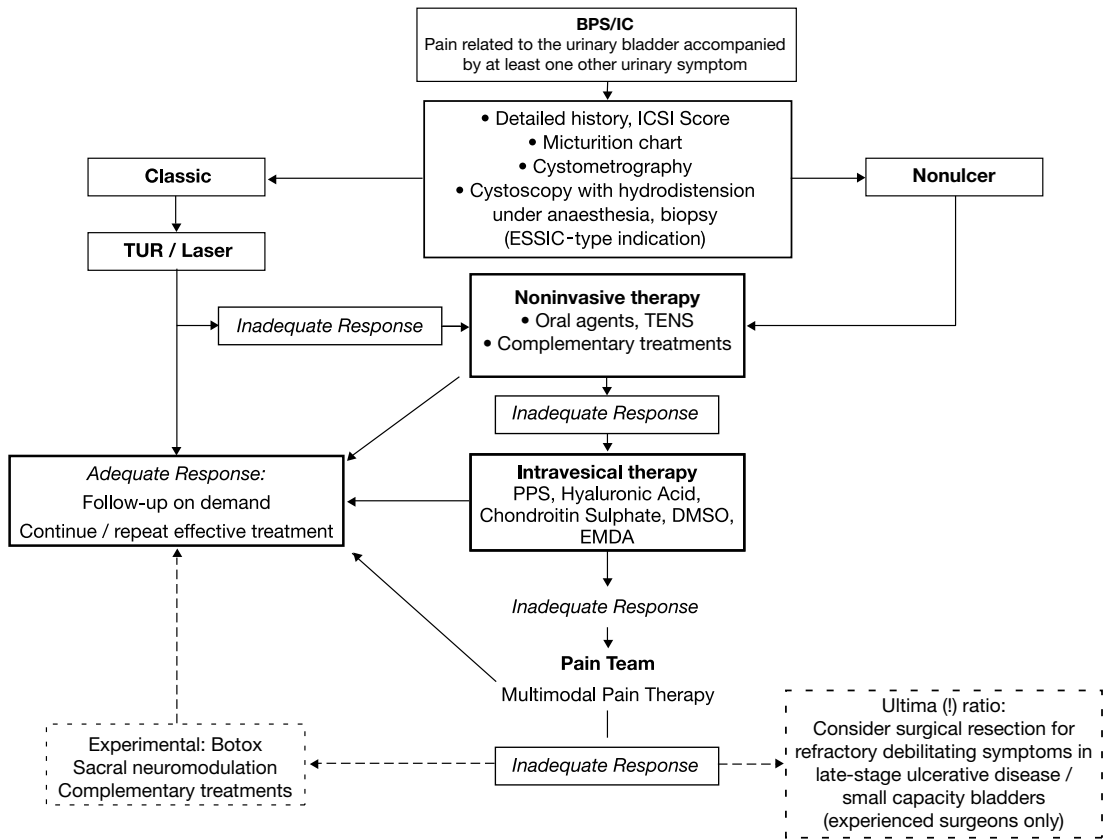 BPS/IC
Pain related to the urinary bladder accompanied
by at least one other urinary symptom
• Detailed history, ICSI Score
• Micturition chart
• Cystometrography
• Cystoscopy with hydrodistension
under anaesthesia, biopsy
(ESSIC-type indication)
Classic
Nonulcer
TUR / Laser
Noninvasive therapy
• Oral agents, TENS
• Complementary treatments
Inadequate Response
Inadequate Response
Adequate Response:
Follow-up on demand
Continue / repeat effective treatment
Intravesical therapy
PPS, Hyaluronic Acid,
Chondroitin Sulphate, DMSO,
EMDA
Inadequate Response
Pain Team
Multimodal Pain Therapy
Experimental: Botox
Sacral neuromodulation
Complementary treatments
Inadequate Response
Ultima (!) ratio:
Consider surgical resection for
refractory debilitating symptoms in
late-stage ulcerative disease /
small capacity bladders
(experienced surgeons only)